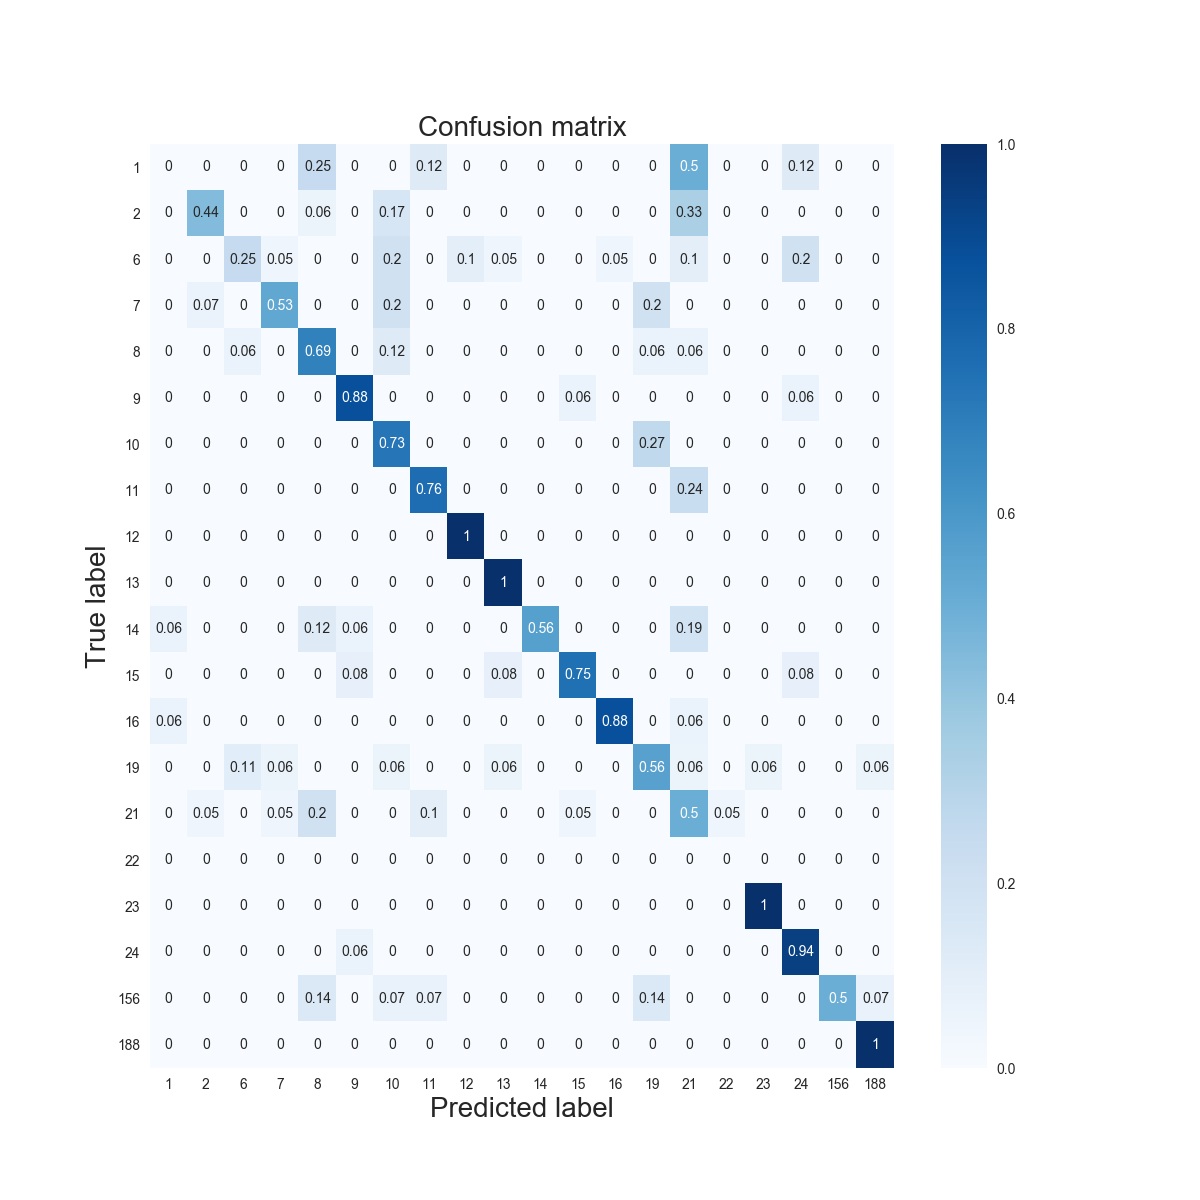 Confusion matrix
1 0 0 0 0 0.25 0 0 0.12 0 0 0 0 0 0 0.5 0 0 0.12 0 0
2 0 0.44 0 0 0.06 0 0.17 0 0 0 0 0 0 0 0.33 0 0 0 0 0
6 0 0 0.25 0.05 0 0 0.2 0 0.1 0.05 0 0 0.05 0 0.1 0 0 0.2 0 0
7 0 0.07 0 0.53 0 0 0.2 0 0 0 0 0 0 0.2 0 0 0 0 0 0
8 0 0 0.06 0 0.69 0 0.12 0 0 0 0 0 0 0.06 0.06 0 0 0 0 0
9 0 0 0 0 0 0.88 0 0 0 0 0 0.06 0 0 0 0 0 0.06 0 0
10 0 0 0 0 0 0 0.73 0 0 0 0 0 0 0.27 0 0 0 0 0 0
11 0 0 0 0 0 0 0 0.76 0 0 0 0 0 0 0.24 0 0 0 0 0
12 0 0 0 0 0 0 0 0 1 0 0 0 0 0 0 0 0 0 0 0
13 0 0 0 0 0 0 0 0 0 1 0 0 0 0 0 0 0 0 0 0
14 0.06 0 0 0 0.12 0.06 0 0 0 0 0.56 0 0 0 0.19 0 0 0 0 0
15 0 0 0 0 0 0.08 0 0 0 0.08 0 0.75 0 0 0 0 0 0.08 0 0
16 0.06 0 0 0 0 0 0 0 0 0 0 0 0.88 0 0.06 0 0 0 0 0
19 0 0 0.11 0.06 0 0 0.06 0 0 0.06 0 0 0 0.56 0.06 0 0.06 0 0 0.06
21 0 0.05 0 0.05 0.2 0 0 0.1 0 0 0 0.05 0 0 0.5 0.05 0 0 0 0
22 0 0 0 0 0 0 0 0 0 0 0 0 0 0 0 0 0 0 0 0
23 0 0 0 0 0 0 0 0 0 0 0 0 0 0 0 0 1 0 0 0
24 0 0 0 0 0 0.06 0 0 0 0 0 0 0 0 0 0 0 0.94 0 0
156 0 0 0 0 0.14 0 0.07 0.07 0 0 0 0 0 0.14 0 0 0 0 0.5 0.07
188 0 0 0 0 0 0 0 0 0 0 0 0 0 0 0 0 0 0 0 1
1 2 6 7 8 9 10 11 12 13 14 15 16 19 21 22 23 24 156 188
Predicted label
True label
1.0
0.8
0.6
0.4
0.2
0.0